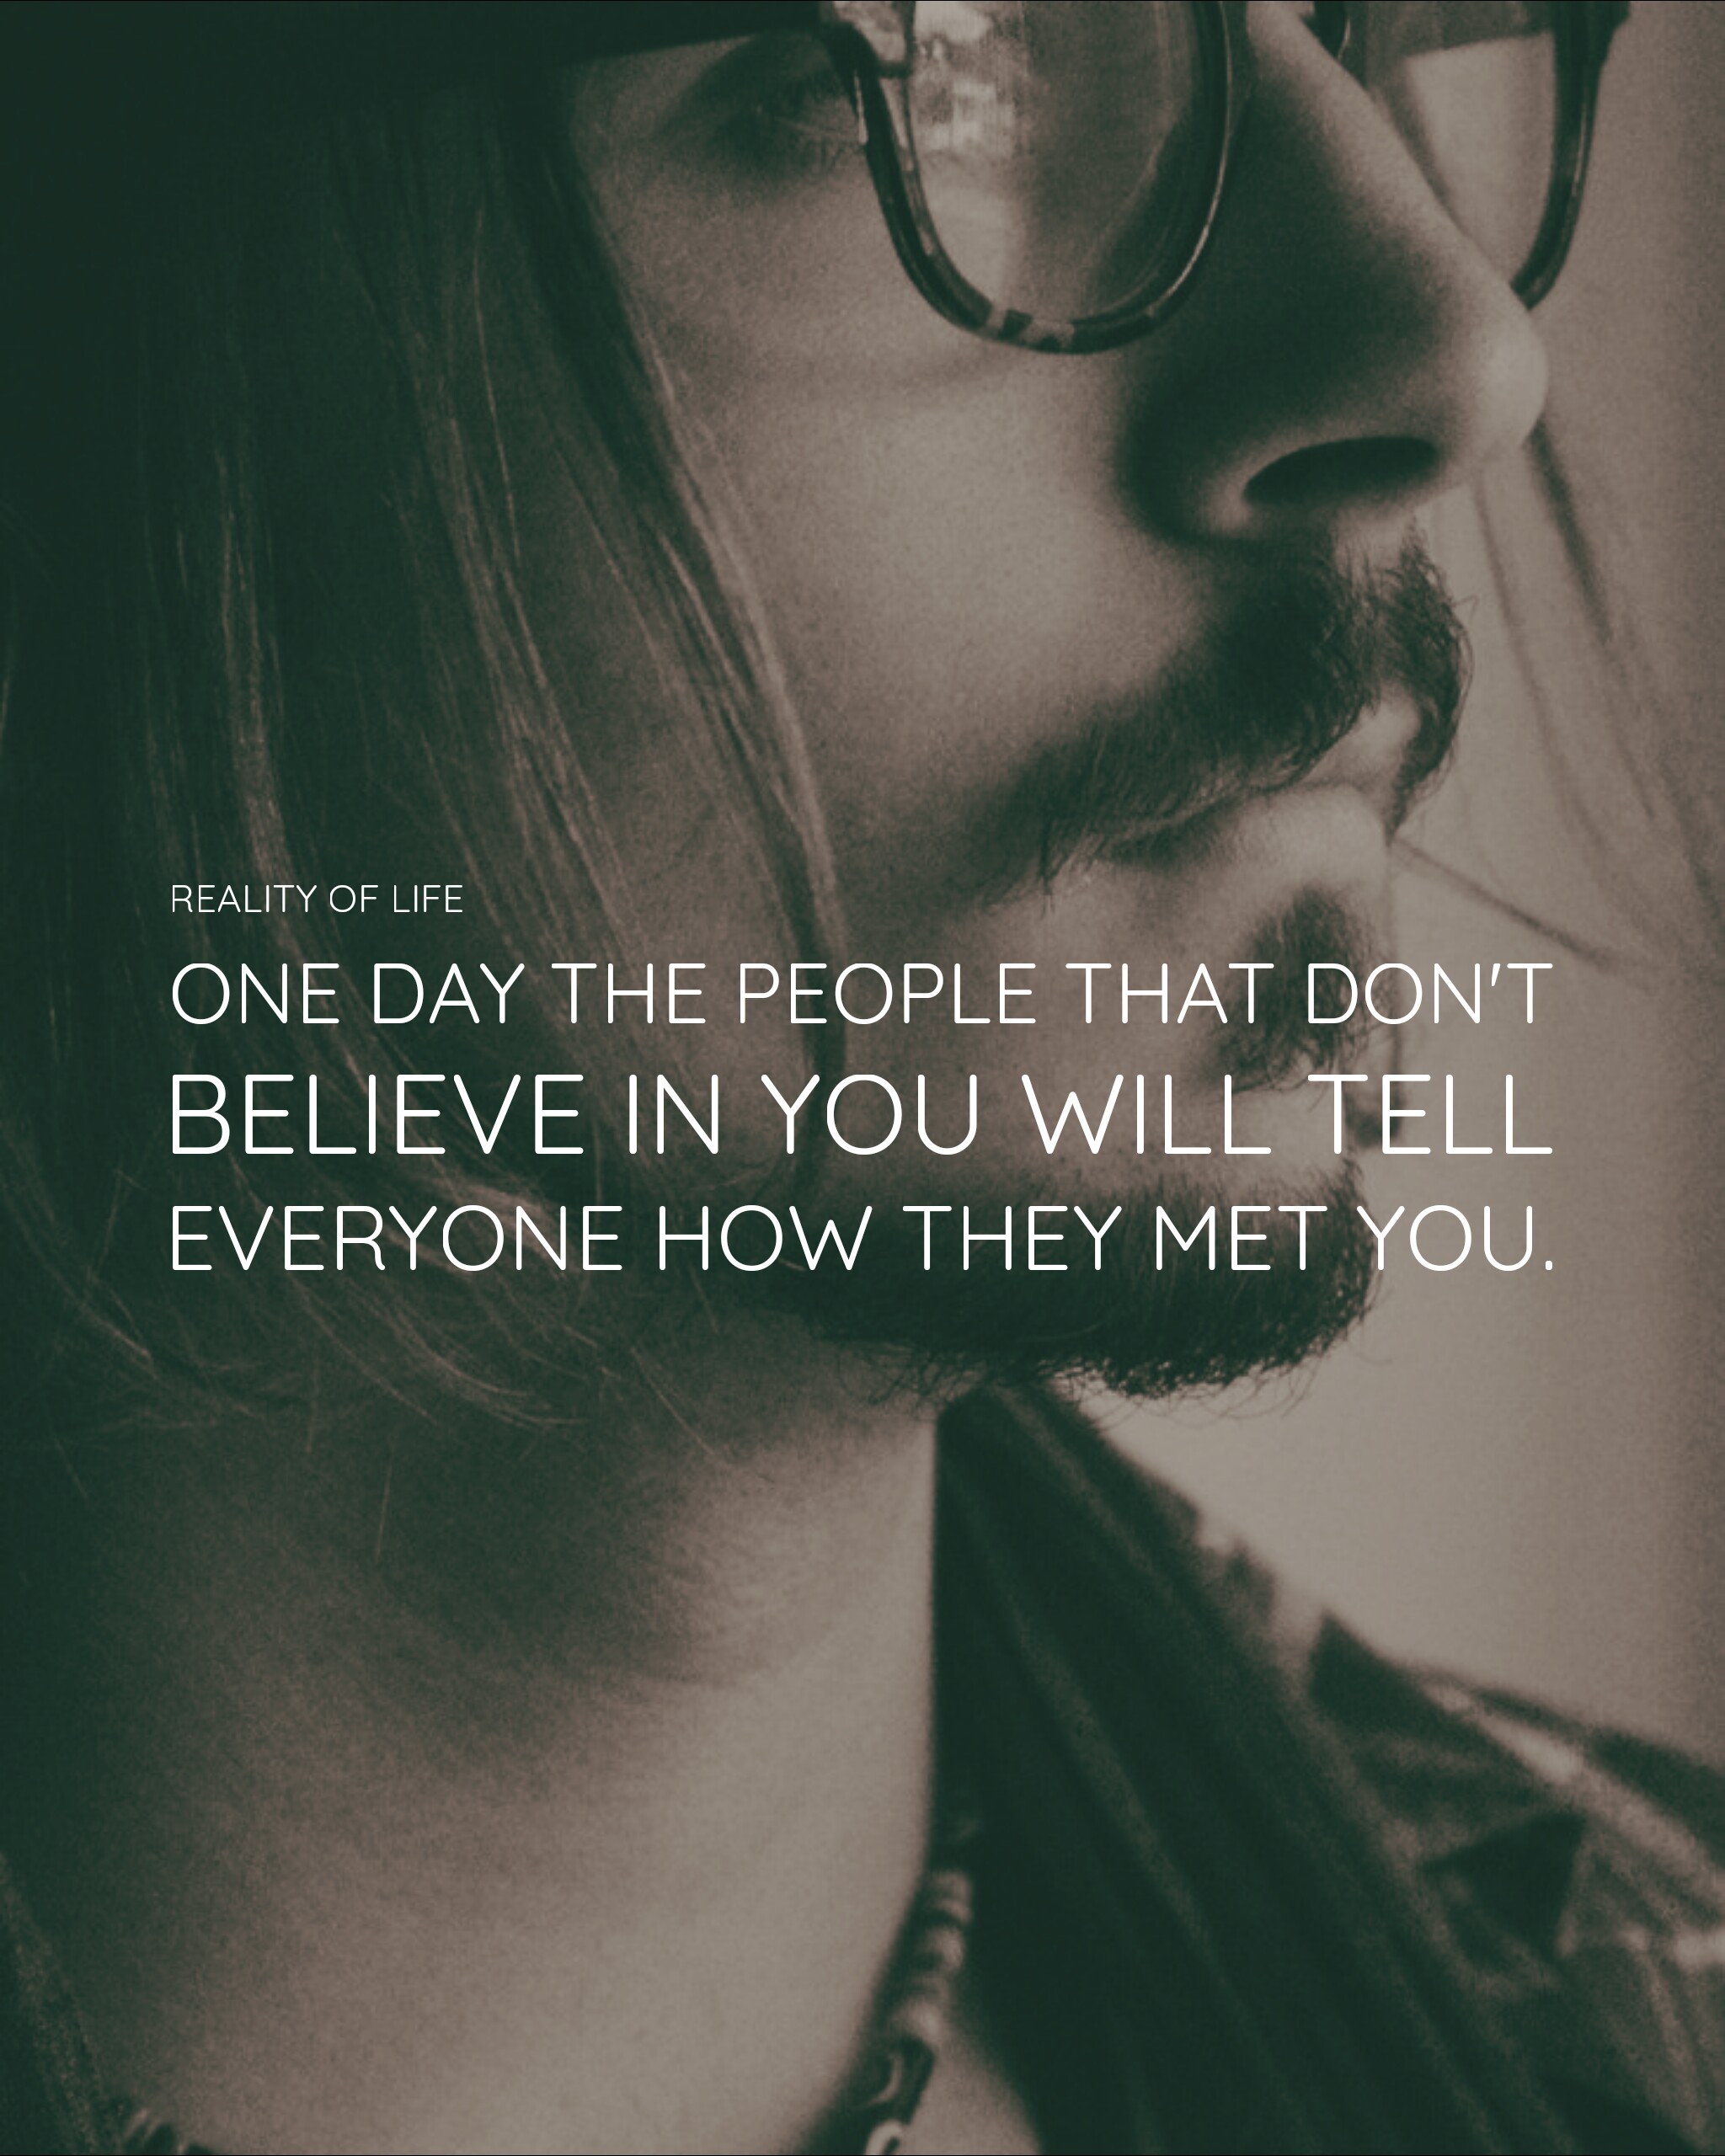 REALITY OF LIFE
ONE DAY THE PEOPLE THAT DON'T
BELIEVE IN YOU WILL TELL
EVERYONE HOW THEY MET YOU.